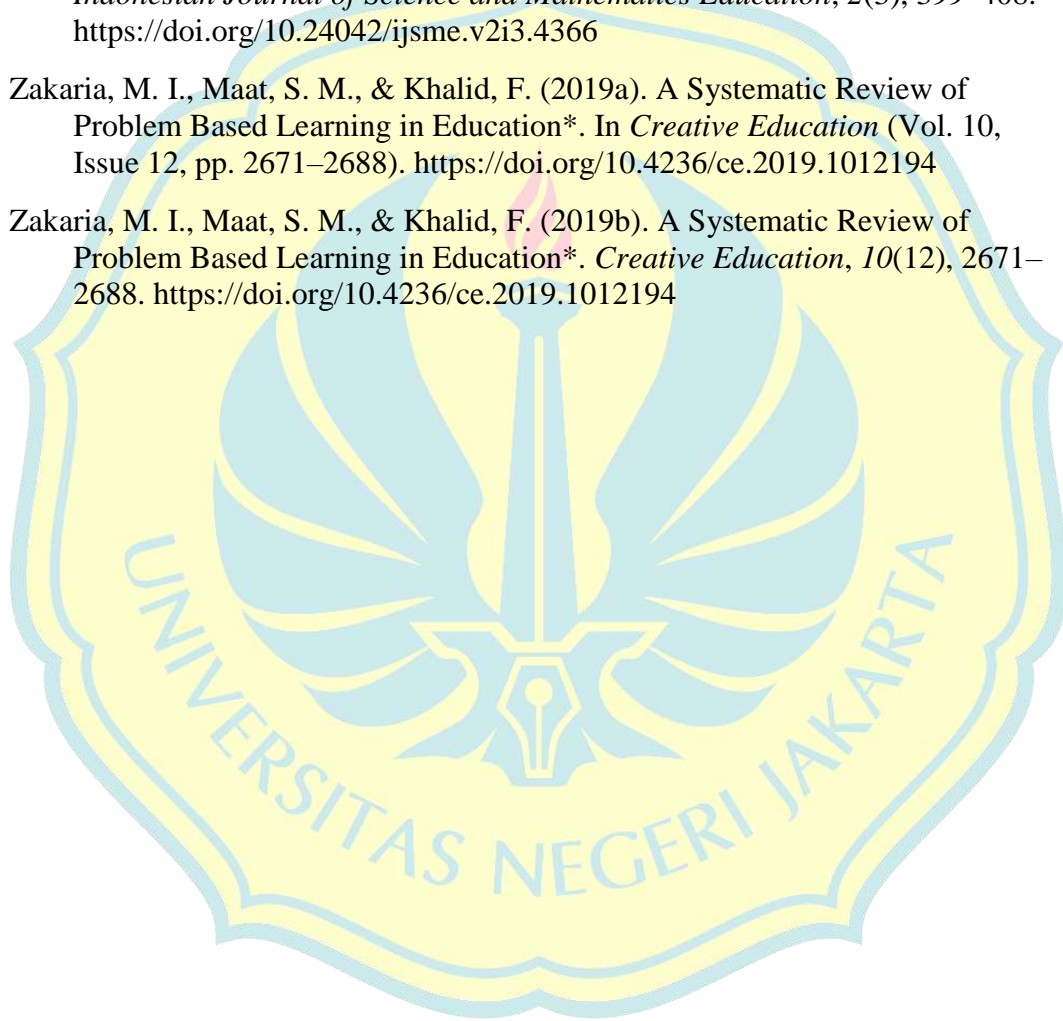 Indonesian Journal of Science and Mathematics Education, 2(3), 399–408.
https://doi.org/10.24042/ijsme.v2i3.4366
Zakaria, M. I., Maat, S. M., & Khalid, F. (2019a). A Systematic Review of
Problem Based Learning in Education*. In Creative Education (Vol. 10,
Issue 12, pp. 2671–2688). https://doi.org/10.4236/ce.2019.1012194
Zakaria, M. I., Maat, S. M., & Khalid, F. (2019b). A Systematic Review of
Problem Based Learning in Education*. Creative Education, 10(12), 2671–
2688. https://doi.org/10.4236/ce.2019.1012194
UNIVERSITAS NEGERI JAKARTA